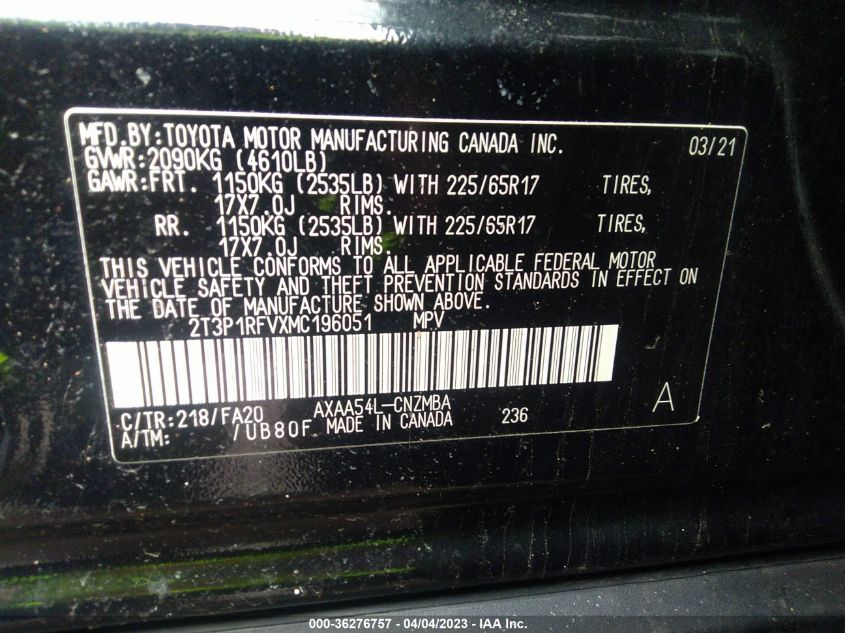 MFD.BY:TOYOTA MOTOR MANUFACTURING CANADA INC. 03/21
GVWR:2090KG (4610LB)
GAWR:FRT. 1150KG (2535LB) WITH 225/65R17 TIRES,
17X7.0J RIMS.
RR. 1150KG (2535LB) WITH 225/65R17 TIRES,
17X7.0J RIMS.
THIS VEHICLE CONFORMS TO ALL APPLICABLE FEDERAL MOTOR
VEHICLE SAFETY AND THEFT PREVENTION STANDARDS IN EFFECT ON
THE DATE OF MANUFACTURE SHOWN ABOVE.
2T3P1RFVXMC196051 MPV
C/TR:218/FA20 AXAA54L-CNZMBA A
A/TM: /UB80F MADE IN CANADA 236
000-36276757 - 04/04/2023 - IAA Inc.